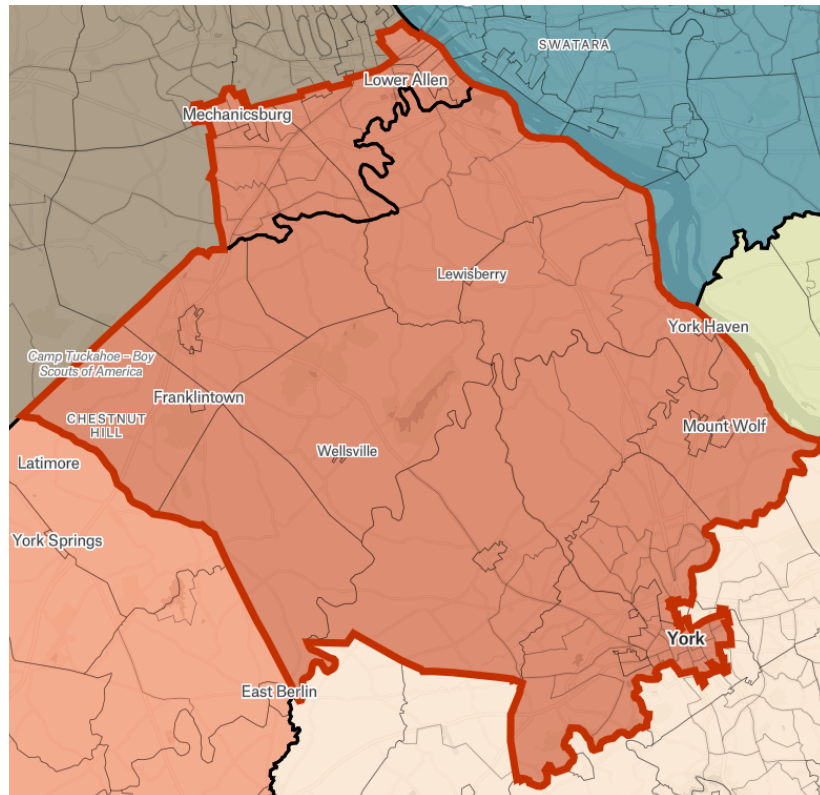 SWATARA
Lower Allen
Mechanicsburg
Lewisberry
York Haven
Camp Tuckahoe – Boy
Scouts of America
Franklintown
CHESTNUT
HILL
Mount Wolf
Wellsville
Latimore
York Springs
York
East Berlin